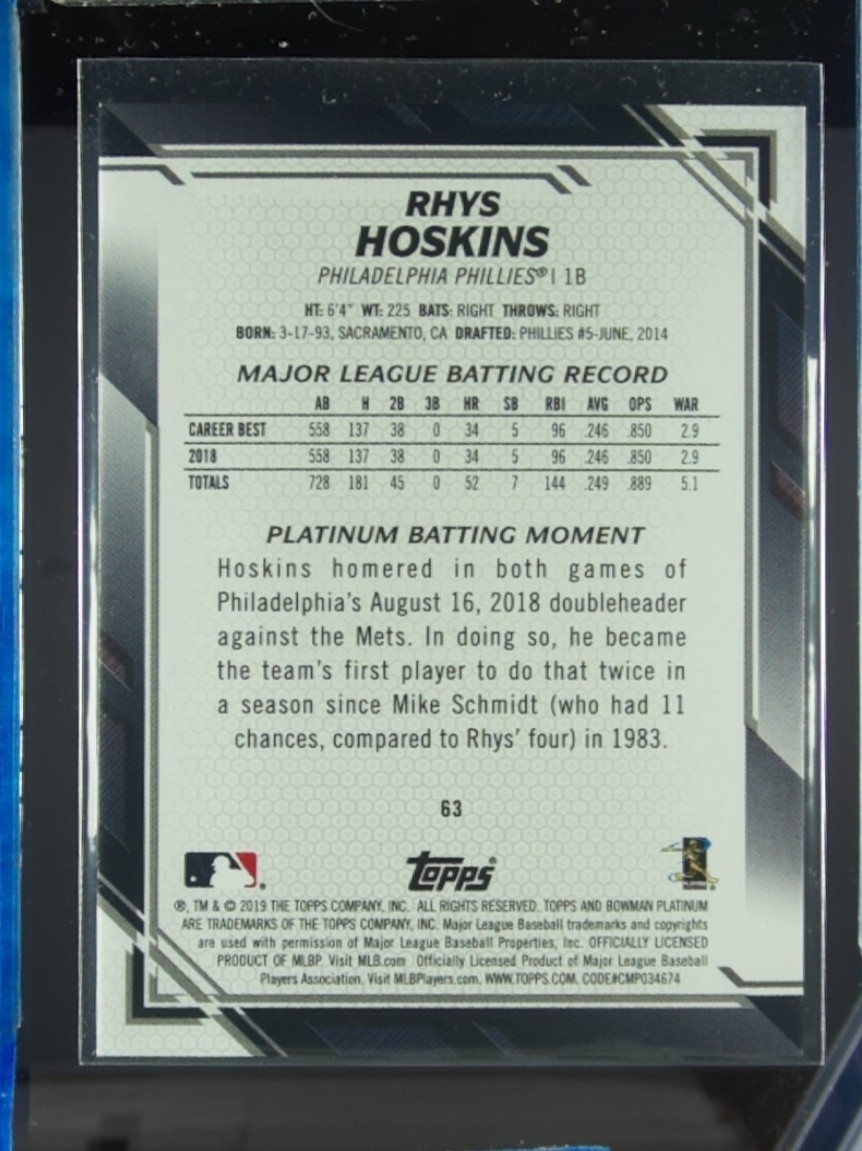 RHYS
HOSKINS
PHILADELPHIA PHILLIES® | 1B
HT: 6'4" WT: 225 BATS: RIGHT THROWS: RIGHT
BORN: 3-17-93, SACRAMENTO, CA DRAFTED: PHILLIES #5-JUNE, 2014
MAJOR LEAGUE BATTING RECORD
AB H 2B 3B HR SB RBI AVG OPS WAR
CAREER BEST 558 137 38 0 34 5 96 .246 .850 2.9
2018 558 137 38 0 34 5 96 .246 .850 2.9
TOTALS 728 181 45 0 52 7 144 .249 .889 5.1
PLATINUM BATTING MOMENT
Hoskins homered in both games of
Philadelphia's August 16, 2018 doubleheader
against the Mets. In doing so, he became
the team's first player to do that twice in
a season since Mike Schmidt (who had 11
chances, compared to Rhys' four) in 1983.
63
topps
®, TM & © 2019 THE TOPPS COMPANY, INC. ALL RIGHTS RESERVED. TOPPS AND BOWMAN PLATINUM
ARE TRADEMARKS OF THE TOPPS COMPANY, INC. Major League Baseball trademarks and copyrights
are used with permission of Major League Baseball Properties, Inc. OFFICIALLY LICENSED
PRODUCT OF MLBP. Visit MLB.com Officially Licensed Product of Major League Baseball
Players Association. Visit MLBPlayers.com. WWW.TOPPS.COM. CODE#CMP034674